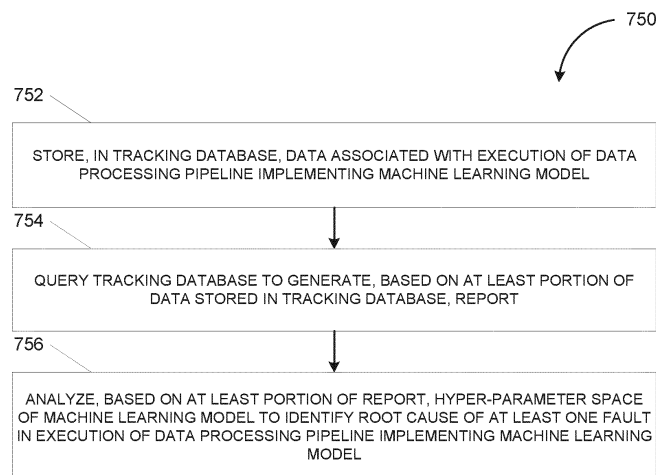 750
752
STORE, IN TRACKING DATABASE, DATA ASSOCIATED WITH EXECUTION OF DATA
PROCESSING PIPELINE IMPLEMENTING MACHINE LEARNING MODEL
754
QUERY TRACKING DATABASE TO GENERATE, BASED ON AT LEAST PORTION OF
DATA STORED IN TRACKING DATABASE, REPORT
756
ANALYZE, BASED ON AT LEAST PORTION OF REPORT, HYPER-PARAMETER SPACE
OF MACHINE LEARNING MODEL TO IDENTIFY ROOT CAUSE OF AT LEAST ONE FAULT
IN EXECUTION OF DATA PROCESSING PIPELINE IMPLEMENTING MACHINE LEARNING
MODEL